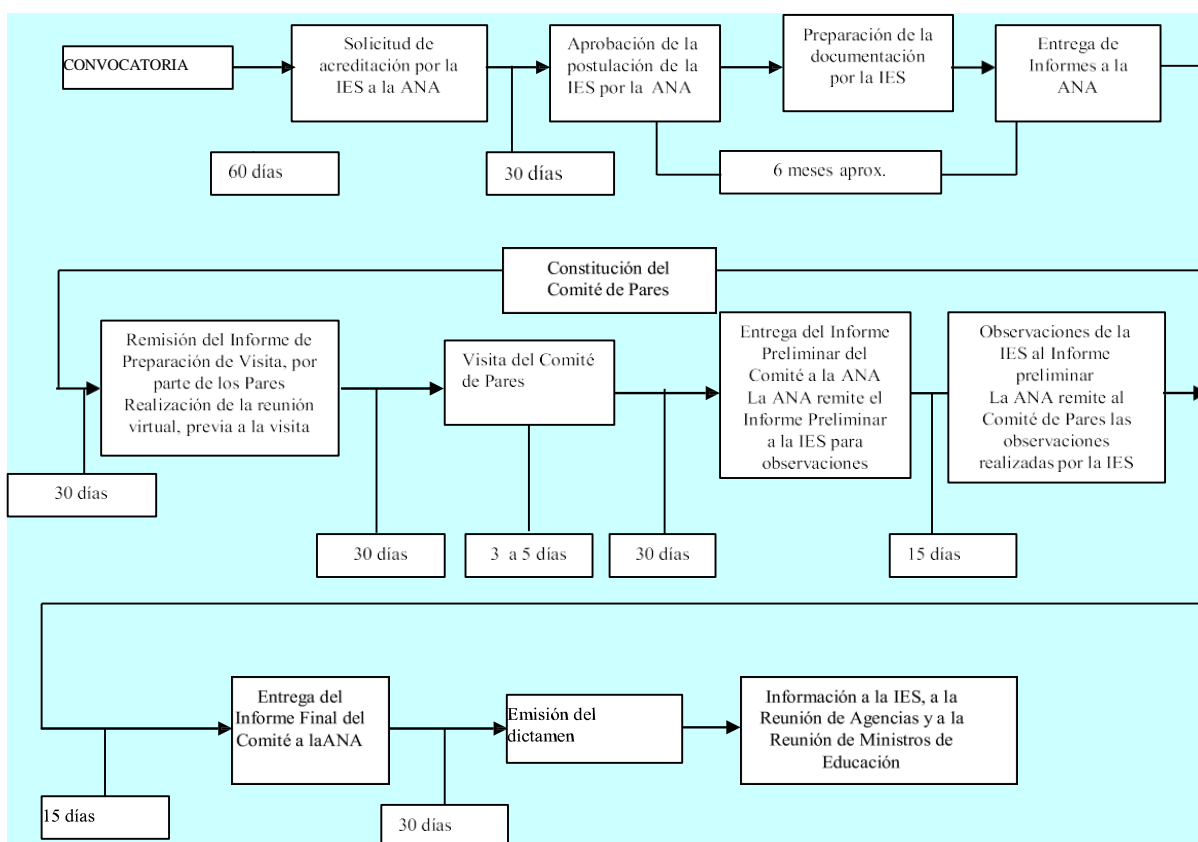 CONVOCATORIA
Solicitud de
acreditación por la
IES a la ANA
Aprobación de la
postulación de la
IES por la ANA
Preparación de la
documentación
por la IES
Entrega de
Informes a la
ANA
60 días
30 días
6 meses aprox.
Constitución del
Comité de Pares
Remisión del Informe de
Preparación de Visita, por
parte de los Pares
Realización de la reunión
virtual, previa a la visita
Visita del Comité
de Pares
Entrega del Informe
Preliminar del
Comité a la ANA
La ANA remite el
Informe Preliminar
a la IES para
observaciones
Observaciones de la
IES al Informe
preliminar
La ANA remite al
Comité de Pares las
observaciones
realizadas por la IES
30 días
30 días
3 a 5 días
30 días
15 días
Entrega del
Informe Final del
Comité a laANA
Emisión del
dictamen
Información a la IES, a la
Reunión de Agencias y a la
Reunión de Ministros de
Educación
15 días
30 días